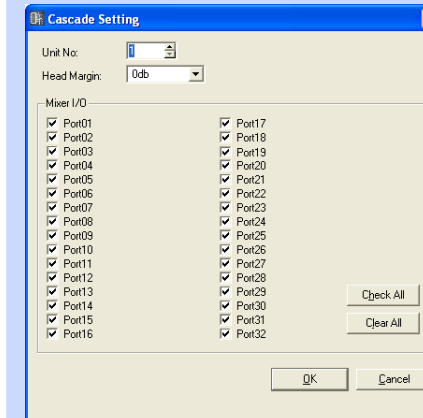 Cascade Setting
Unit No: 1
Head Margin: 0db
Mixer I/O
Port01 Port17
Port02 Port18
Port03 Port19
Port04 Port20
Port05 Port21
Port06 Port22
Port07 Port23
Port08 Port24
Port09 Port25
Port10 Port26
Port11 Port27
Port12 Port28
Port13 Port29
Port14 Port30
Port15 Port31
Port16 Port32
Check All
Clear All
OK Cancel